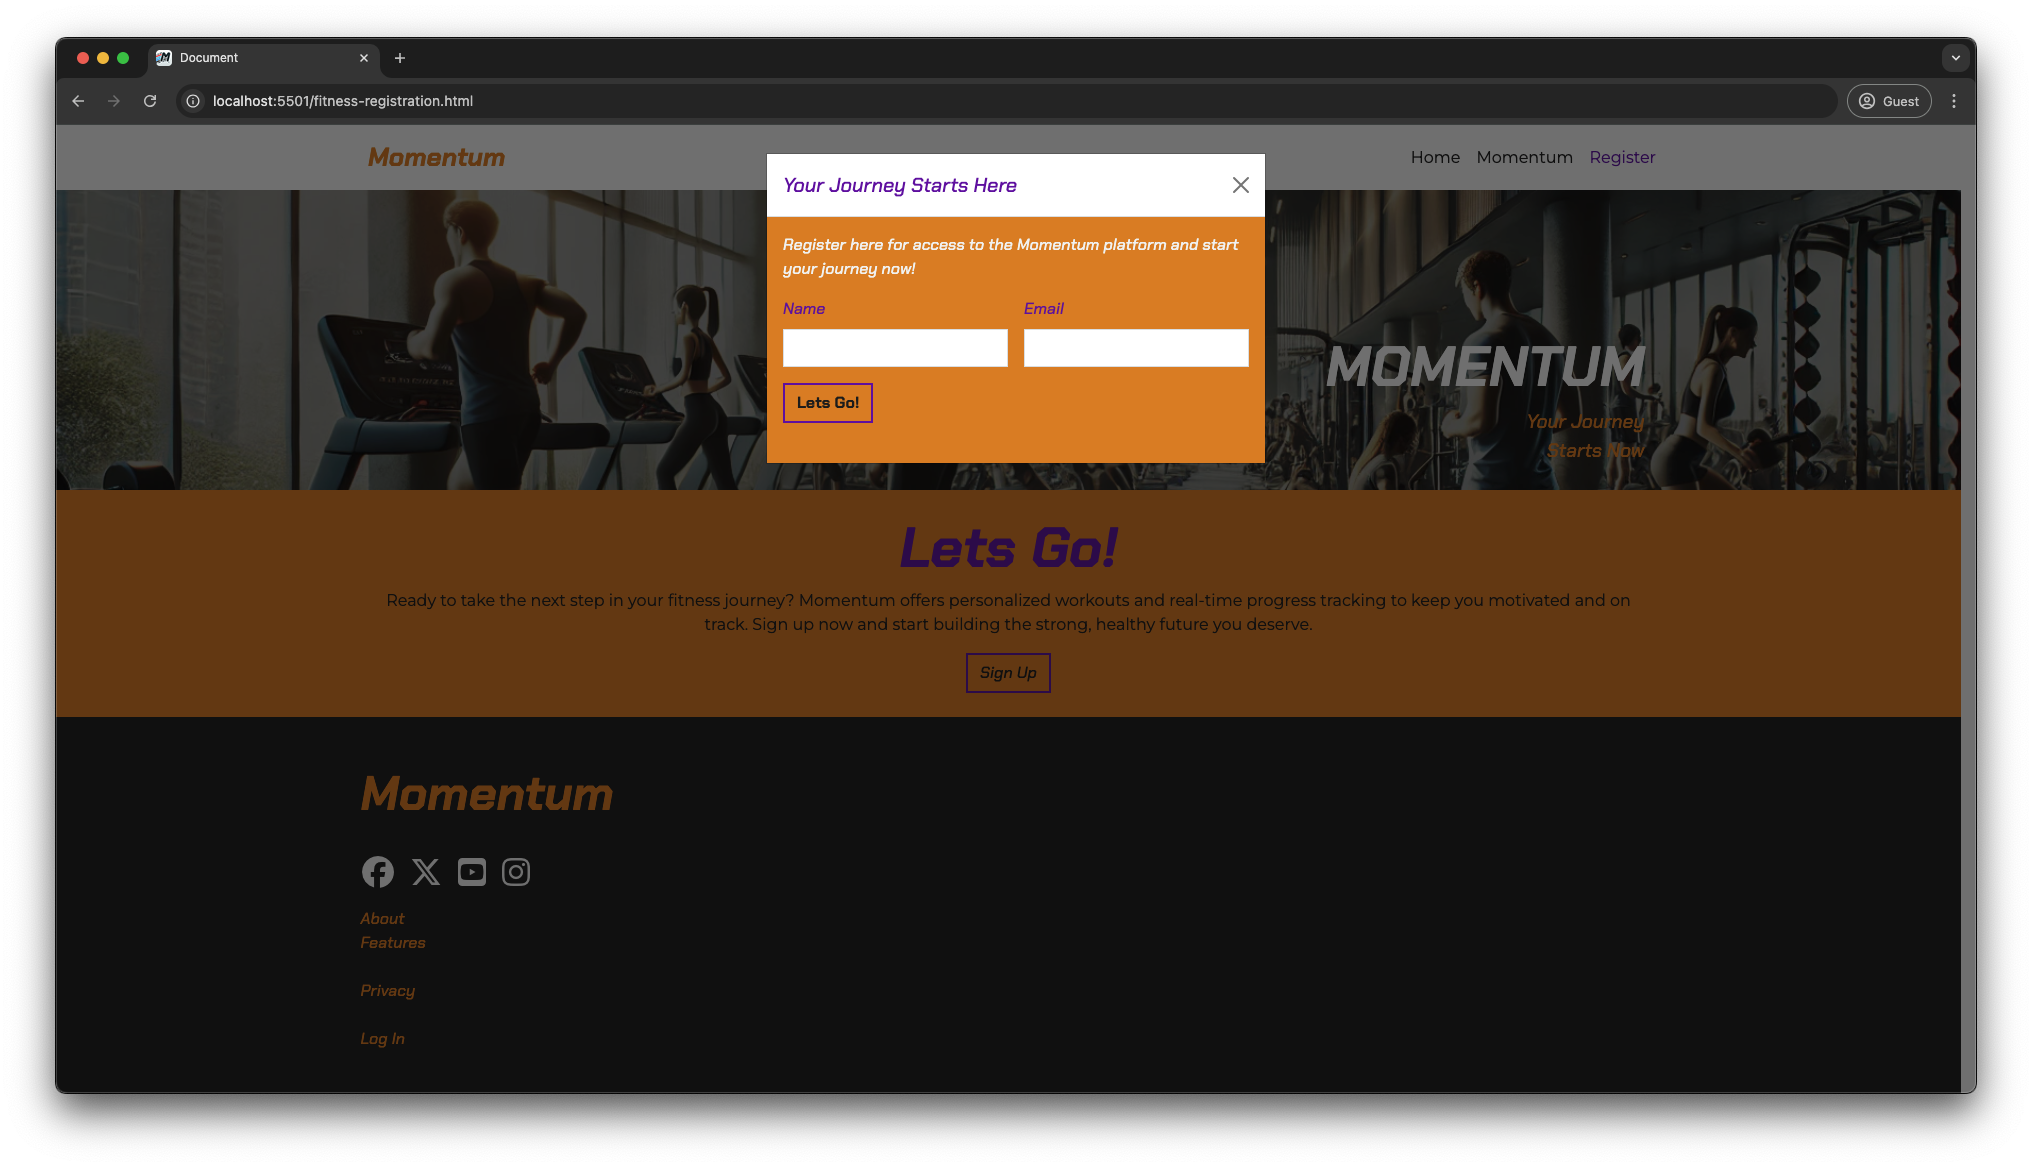 Document
localhost:5501/fitness-registration.html
Guest
Momentum
Home Momentum Register
Your Journey Starts Here
Register here for access to the Momentum platform and start
your journey now!
Name Email
Lets Go!
MOMENTUM
Your Journey
Starts Now
Lets Go!
Ready to take the next step in your fitness journey? Momentum offers personalized workouts and real-time progress tracking to keep you motivated and on
track. Sign up now and start building the strong, healthy future you deserve.
Sign Up
Momentum
About
Features
Privacy
Log In